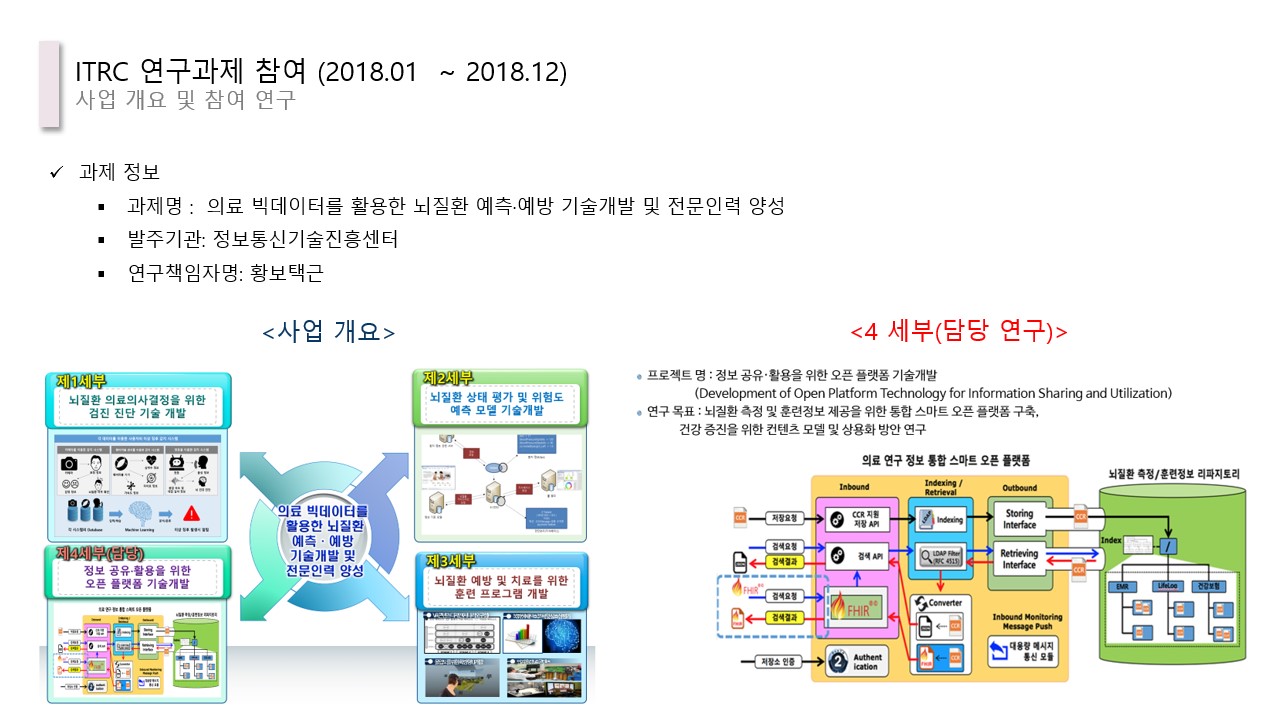 ITRC 연구과제 참여 (2018.01 ~ 2018.12)
사업 개요 및 참여 연구
✓ 과제 정보
▪ 과제명 : 의료 빅데이터를 활용한 뇌질환 예측·예방 기술개발 및 전문인력 양성
▪ 발주기관: 정보통신기술진흥센터
▪ 연구책임자명: 황보택근
<사업 개요>
제1세부
뇌질환 의료의사결정을 위한
검진 진단 기술 개발
Machine Learning
제2세부
뇌질환 상태 평가 및 위험도
예측 모델 기술개발
의료 빅데이터를
활용한 뇌질환
예측 · 예방
기술개발 및
전문인력 양성
제4세부(담당)
정보 공유·활용을 위한
오픈 플랫폼 기술개발
제3세부
뇌질환 예방 및 치료를 위한
훈련 프로그램 개발
<4 세부(담당 연구)>
• 프로젝트 명 : 정보 공유·활용을 위한 오픈 플랫폼 기술개발
(Development of Open Platform Technology for Information Sharing and Utilization)
• 연구 목표 : 뇌질환 측정 및 훈련정보 제공을 위한 통합 스마트 오픈 플랫폼 구축,
건강 증진을 위한 컨텐츠 모델 및 상용화 방안 연구
의료 연구 정보 통합 스마트 오픈 플랫폼
뇌질환 측정/훈련정보 리파지토리
Inbound
Indexing /
Retrieval
Outbound
CCR
저장요청
CCR 지원
저장 API
Indexing
Storing
Interface
CCR
Index
검색요청
검색결과
검색 API
LDAP Filter
(RFC 4515)
Retrieving
Interface
CCR
EMR
LifeLog
건강보험
FHIR
검색요청
검색결과
FHIR
Converter
CCR
FHIR
CCR
Inbound Monitoring
Message Push
대용량 메시지
통신 모듈
저장소 인증
Authent
ication